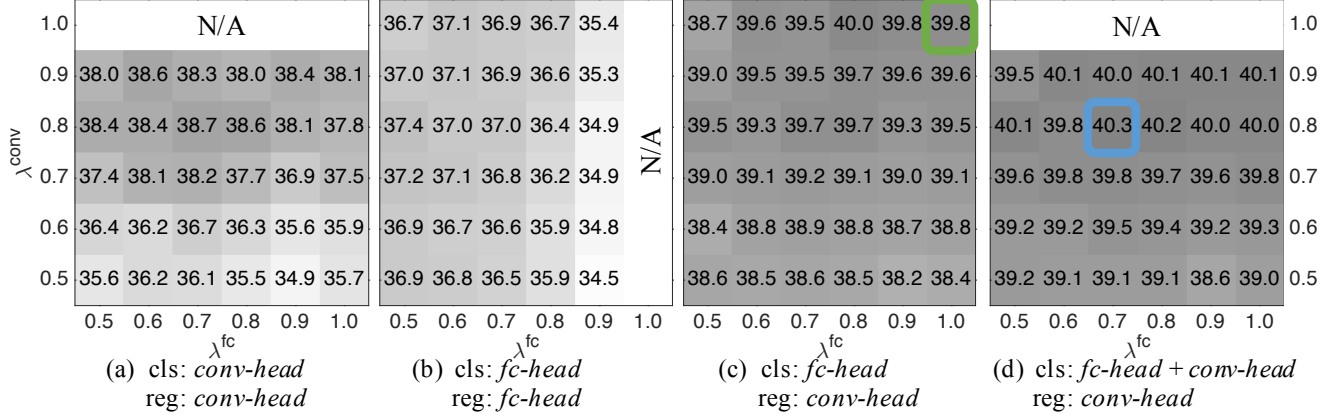 1.0 N/A 36.7 37.1 36.9 36.7 35.4 38.7 39.6 39.5 40.0 39.8 39.8 N/A 1.0
0.9 38.0 38.6 38.3 38.0 38.4 38.1 37.0 37.1 36.9 36.6 35.3 39.0 39.5 39.5 39.7 39.6 39.6 39.5 40.1 40.0 40.1 40.1 40.1 0.9
0.8 38.4 38.4 38.7 38.6 38.1 37.8 37.4 37.0 37.0 36.4 34.9 N/A 39.5 39.3 39.7 39.7 39.3 39.5 40.1 39.8 40.3 40.2 40.0 40.0 0.8
λconv
0.7 37.4 38.1 38.2 37.7 36.9 37.5 37.2 37.1 36.8 36.2 34.9 39.0 39.1 39.2 39.1 39.0 39.1 39.6 39.8 39.8 39.7 39.6 39.8 0.7
0.6 36.4 36.2 36.7 36.3 35.6 35.9 36.9 36.7 36.6 35.9 34.8 38.4 38.8 38.9 38.8 38.7 38.8 39.2 39.2 39.5 39.4 39.2 39.3 0.6
0.5 35.6 36.2 36.1 35.5 34.9 35.7 36.9 36.8 36.5 35.9 34.5 38.6 38.5 38.6 38.5 38.2 38.4 39.2 39.1 39.1 39.1 38.6 39.0 0.5
0.5 0.6 0.7 0.8 0.9 1.0 0.5 0.6 0.7 0.8 0.9 1.0 0.5 0.6 0.7 0.8 0.9 1.0 0.5 0.6 0.7 0.8 0.9 1.0
λfc λfc λfc λfc
(a) cls: conv-head (b) cls: fc-head (c) cls: fc-head (d) cls: fc-head + conv-head
reg: conv-head reg: fc-head reg: conv-head reg: conv-head